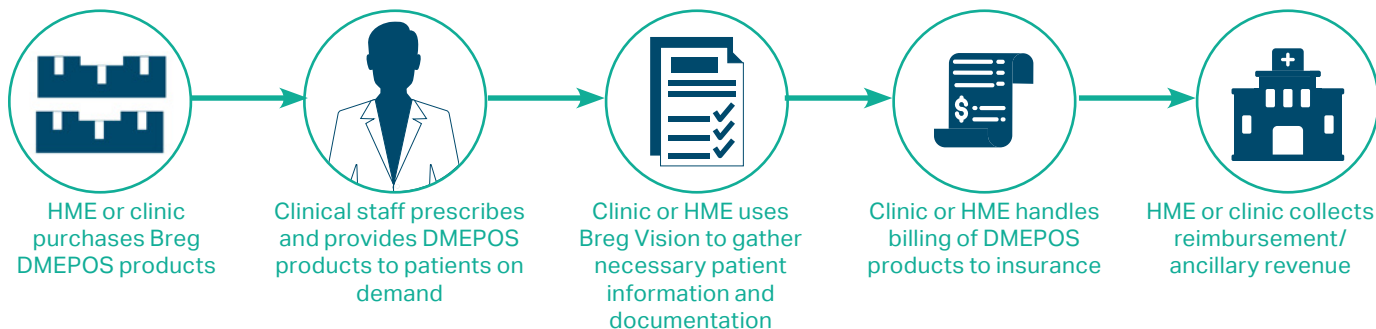 HME or clinic
purchases Breg
DMEPOS products
Clinical staff prescribes
and provides DMEPOS
products to patients on
demand
Clinic or HME uses
Breg Vision to gather
necessary patient
information and
documentation
$
Clinic or HME handles
billing of DMEPOS
products to insurance
HME or clinic collects
reimbursement/
ancillary revenue